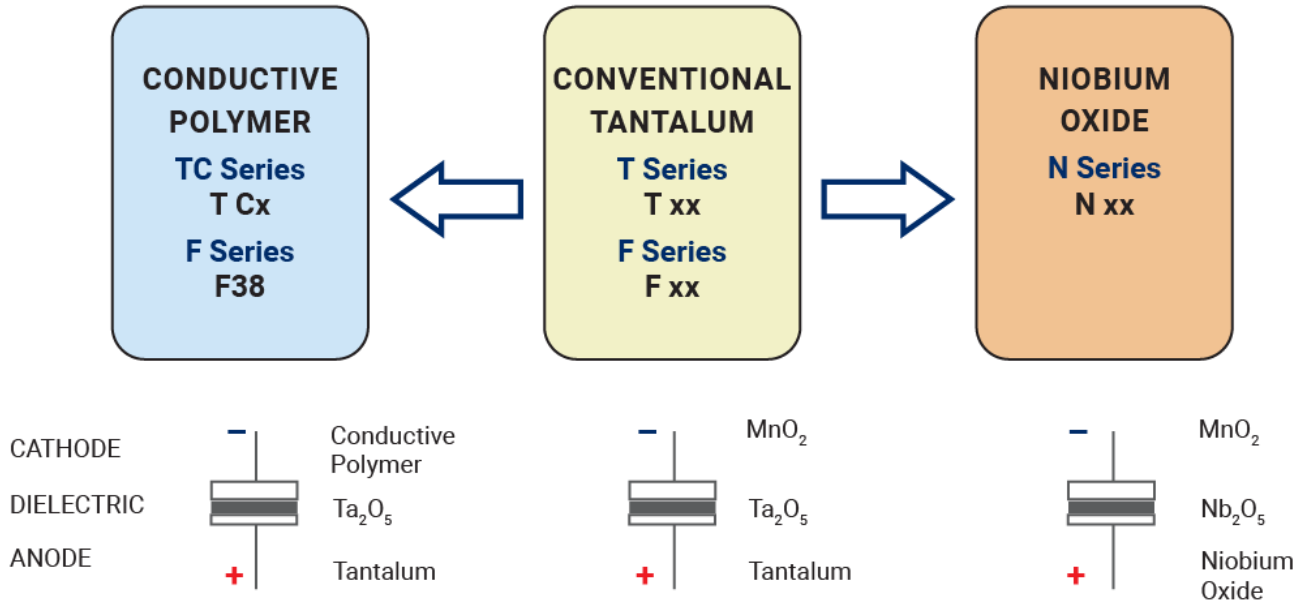 CONDUCTIVE
POLYMER
TC Series
T Cx
F Series
F38
CONVENTIONAL
TANTALUM
T Series
T xx
F Series
F xx
NIOBIUM
OXIDE
N Series
N xx
CATHODE
DIELECTRIC
ANODE
−
Conductive
Polymer
Ta₂O₅
+
Tantalum
−
MnO₂
Ta₂O₅
+
Tantalum
−
MnO₂
Nb₂O₅
+
Niobium
Oxide